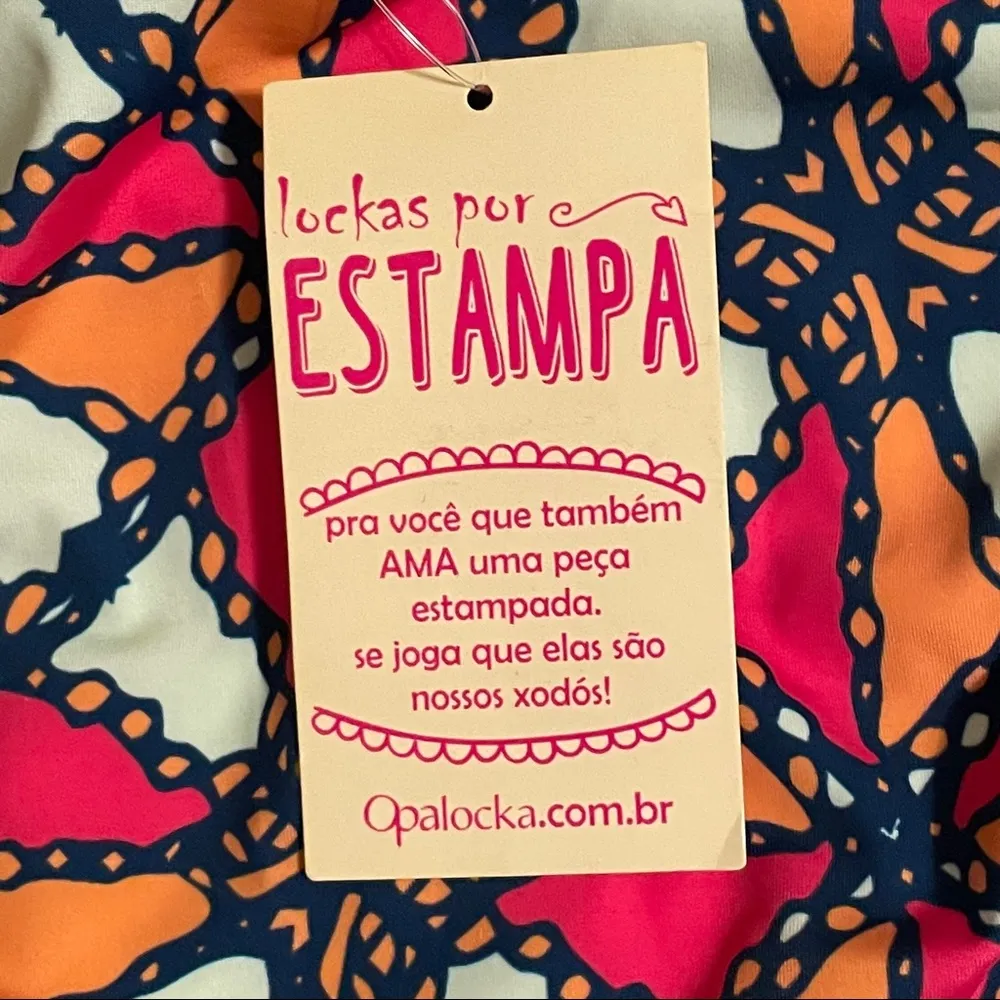 lockas por
ESTAMPA
pra você que também
AMA uma peça
estampada.
se joga que elas são
nossos xodós!
Opalocka.com.br